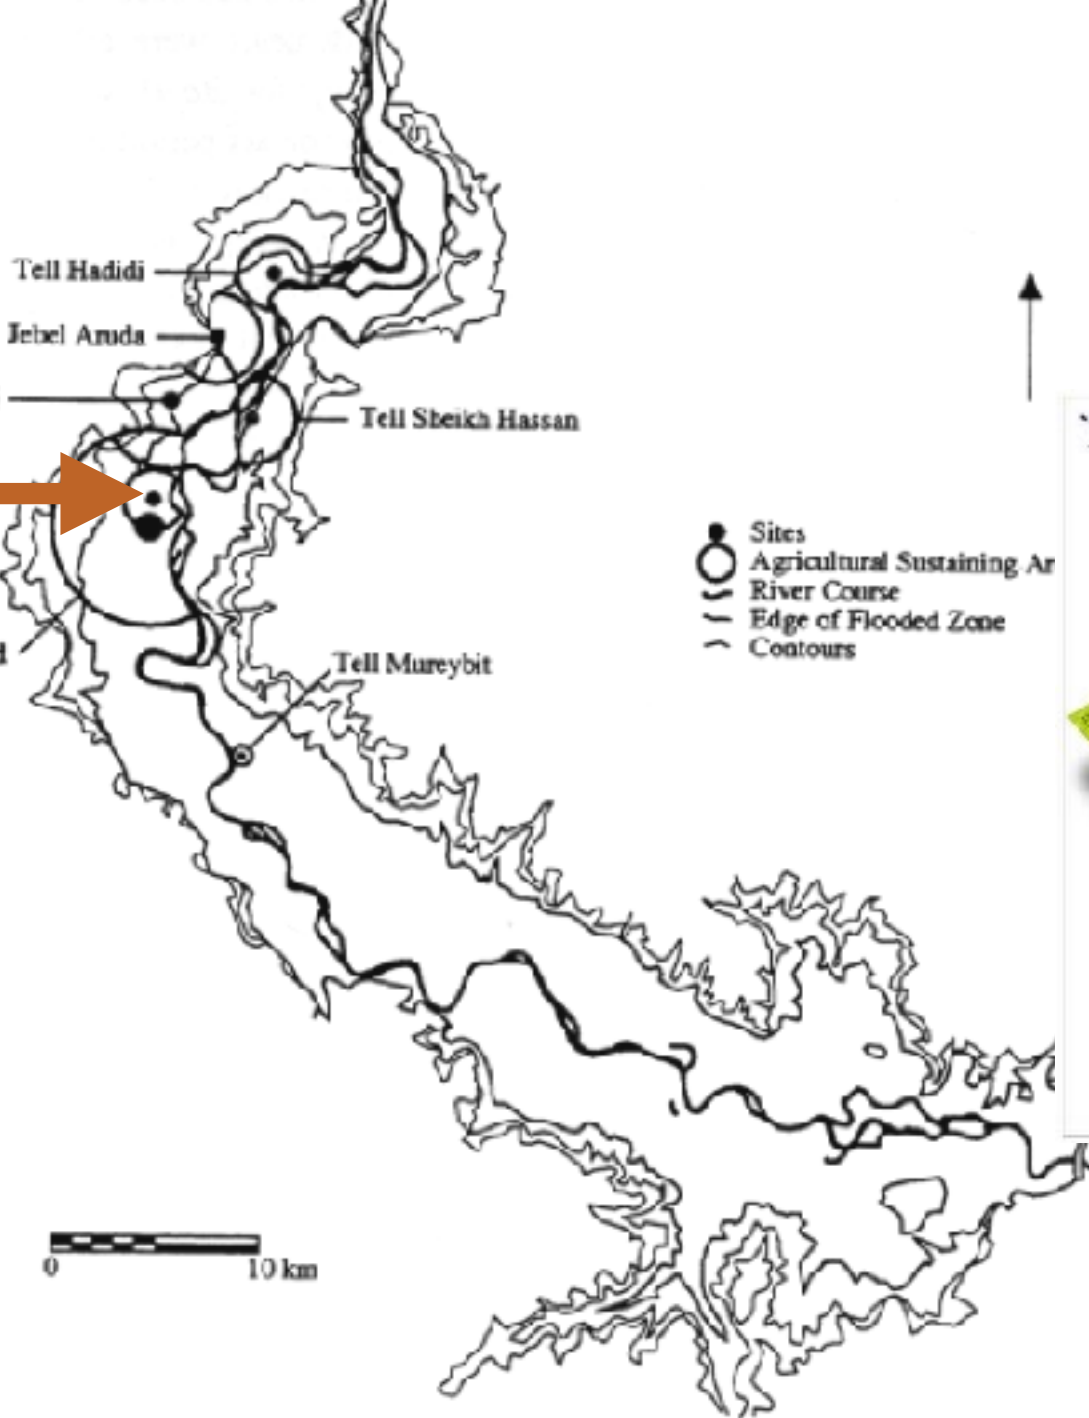 Tell Hadidi
Jebel Aruda
Tell Sheikh Hassan
Sites
Agricultural Sustaining Ar
River Course
Edge of Flooded Zone
Contours
Tell Mureybit
0 10 km